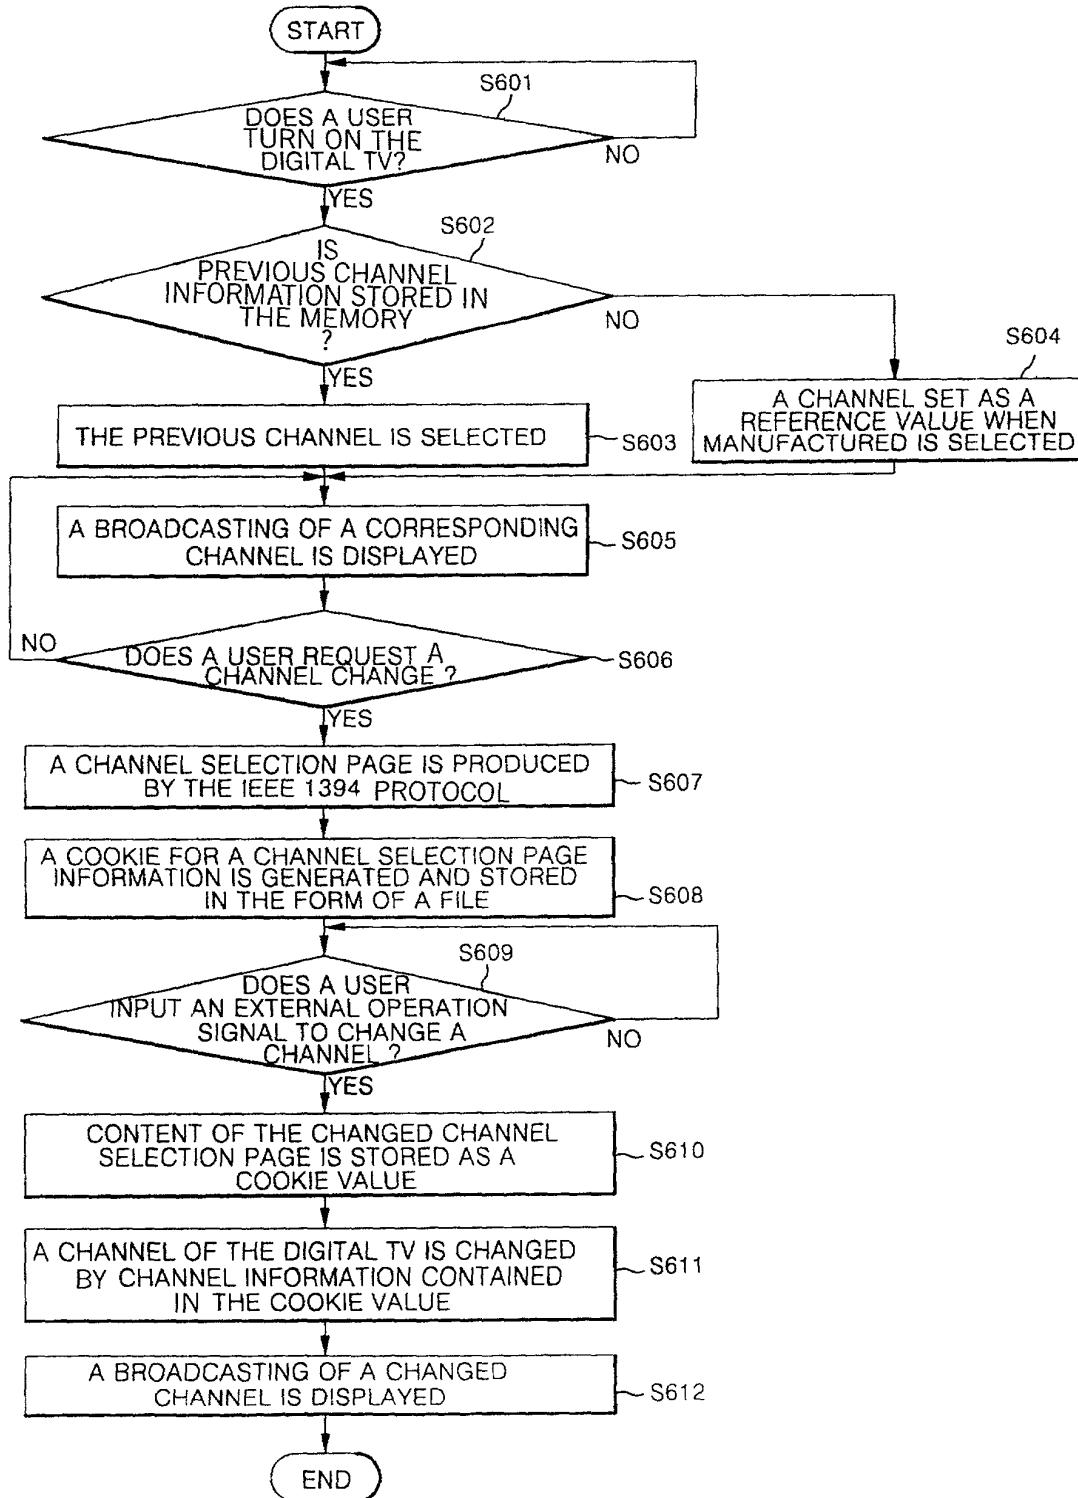 START
S601
DOES A USER
TURN ON THE
DIGITAL TV?
NO
YES
S602
IS
PREVIOUS CHANNEL
INFORMATION STORED IN
THE MEMORY
?
NO
YES
S604
A CHANNEL SET AS A
REFERENCE VALUE WHEN
MANUFACTURED IS SELECTED
THE PREVIOUS CHANNEL IS SELECTED
S603
A BROADCASTING OF A CORRESPONDING
CHANNEL IS DISPLAYED
S605
NO
DOES A USER REQUEST A
CHANNEL CHANGE ?
S606
YES
A CHANNEL SELECTION PAGE IS PRODUCED
BY THE IEEE 1394 PROTOCOL
S607
A COOKIE FOR A CHANNEL SELECTION PAGE
INFORMATION IS GENERATED AND STORED
IN THE FORM OF A FILE
S608
S609
DOES A USER
INPUT AN EXTERNAL OPERATION
SIGNAL TO CHANGE A
CHANNEL ?
NO
YES
CONTENT OF THE CHANGED CHANNEL
SELECTION PAGE IS STORED AS A
COOKIE VALUE
S610
A CHANNEL OF THE DIGITAL TV IS CHANGED
BY CHANNEL INFORMATION CONTAINED
IN THE COOKIE VALUE
S611
A BROADCASTING OF A CHANGED
CHANNEL IS DISPLAYED
S612
END